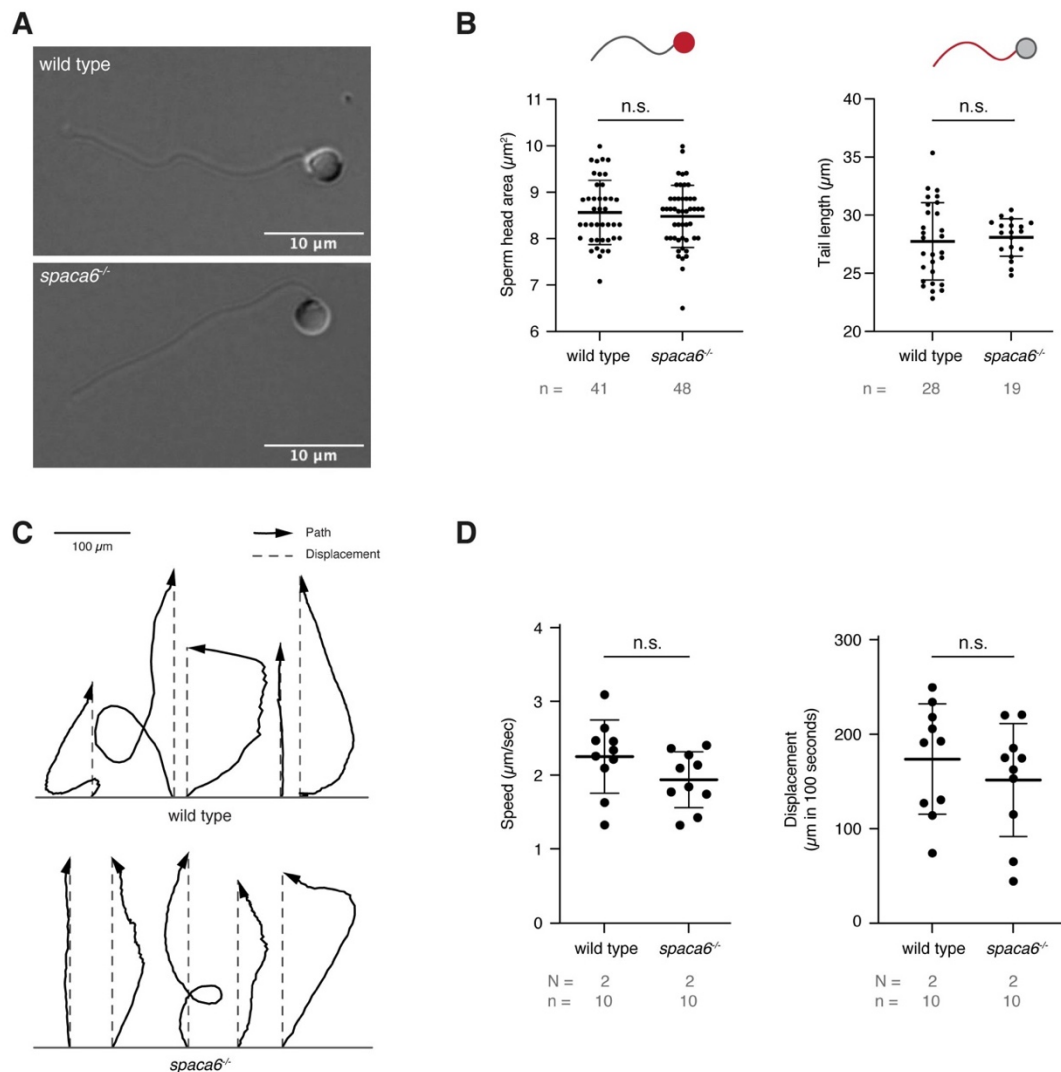 A
wild type
10 µm
spaca6-/-
10 µm
B
n.s.
Sperm head area (µm²)
11
10
9
8
7
6
wild type spaca6-/-
n = 41 48
n.s.
Tail length (µm)
40
35
30
25
20
wild type spaca6-/-
n = 28 19
C
100 µm
Path
Displacement
wild type
spaca6-/-
D
n.s.
Speed (µm/sec)
4
3
2
1
0
wild type spaca6-/-
N = 2 2
n = 10 10
n.s.
Displacement
(µm in 100 seconds)
300
200
100
0
wild type spaca6-/-
N = 2 2
n = 10 10